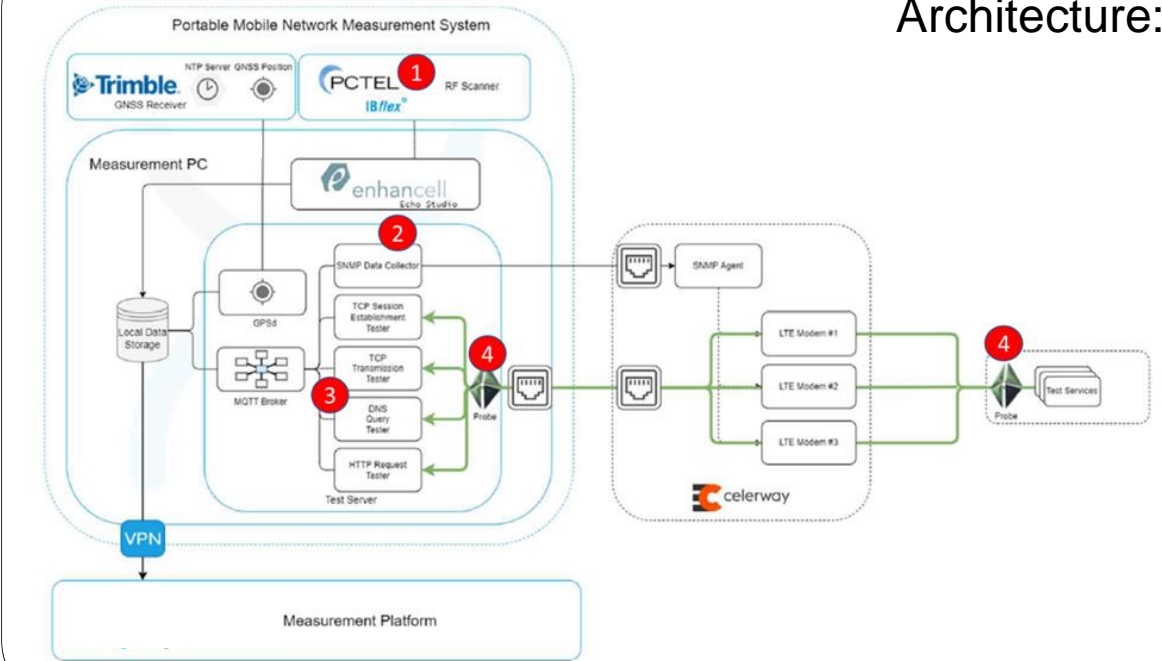 Architecture:
Portable Mobile Network Measurement System
Trimble.
GNSS Receiver
NTP Server
GNSS Position
PCTEL
IBflex®
1
RF Scanner
Measurement PC
enhancell
Echo Studio
2
SNMP Data Collector
SNMP Agent
TCP Session
Establishment
Tester
GPSd
Local Data
Storage
MQTT Broker
TCP
Transmission
Tester
3
DNS
Query
Tester
HTTP Request
Tester
Test Server
4
Probe
LTE Modem #1
LTE Modem #2
LTE Modem #3
celerway
4
Probe
Test Services
VPN
Measurement Platform